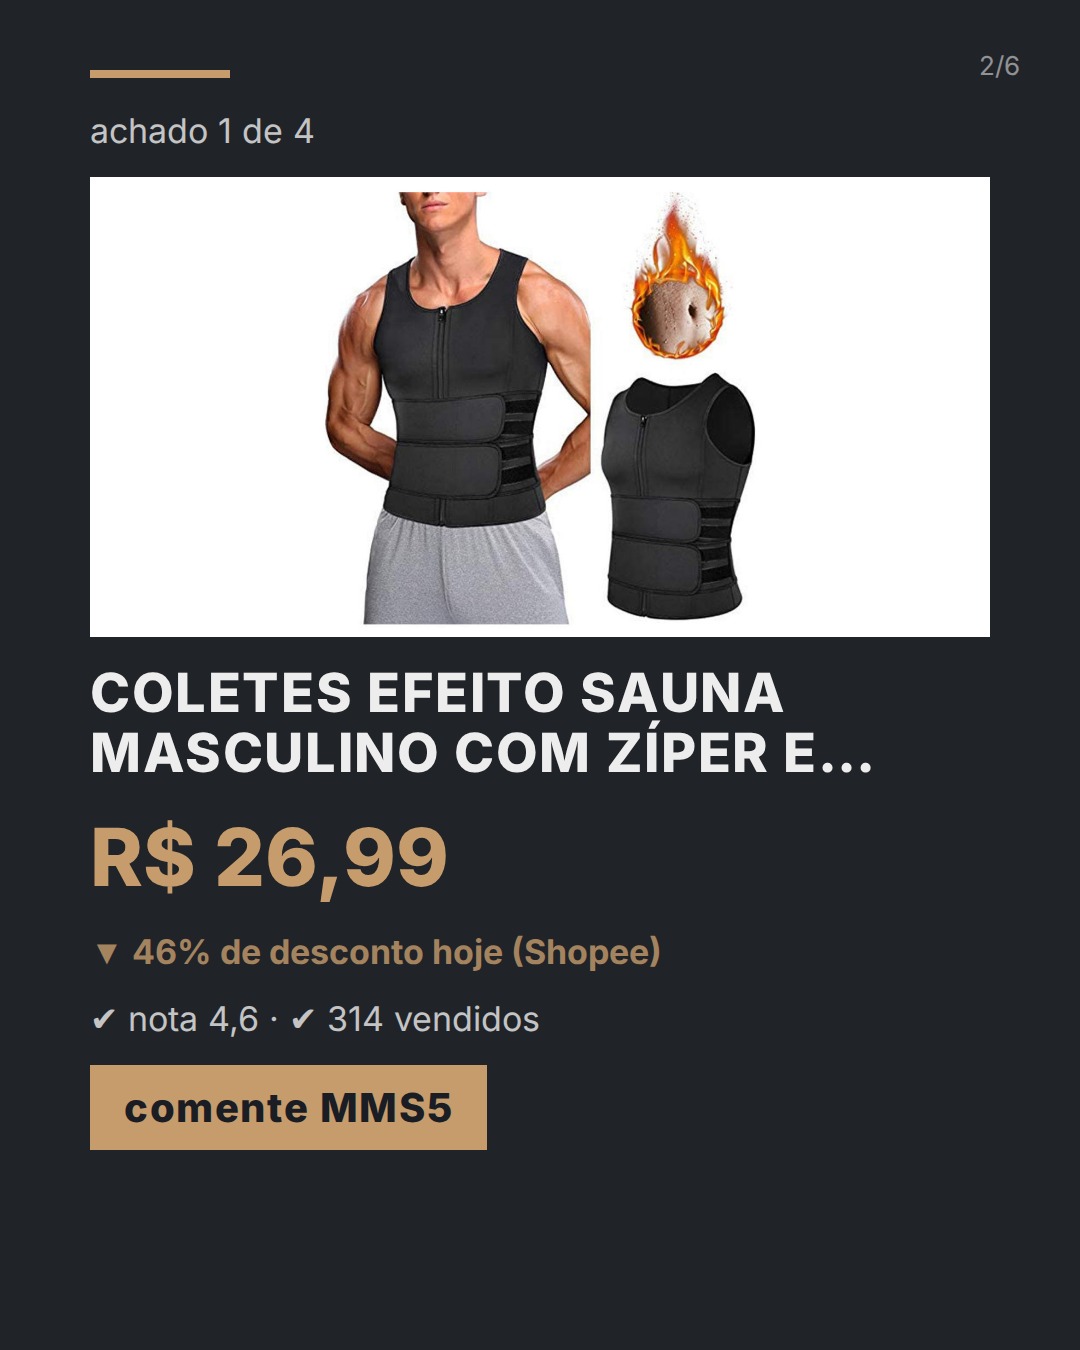 2/6
achado 1 de 4
COLETES EFEITO SAUNA
MASCULINO COM ZÍPER E...
R$ 26,99
▼ 46% de desconto hoje (Shopee)
✔ nota 4,6 · ✔ 314 vendidos
comente MMS5